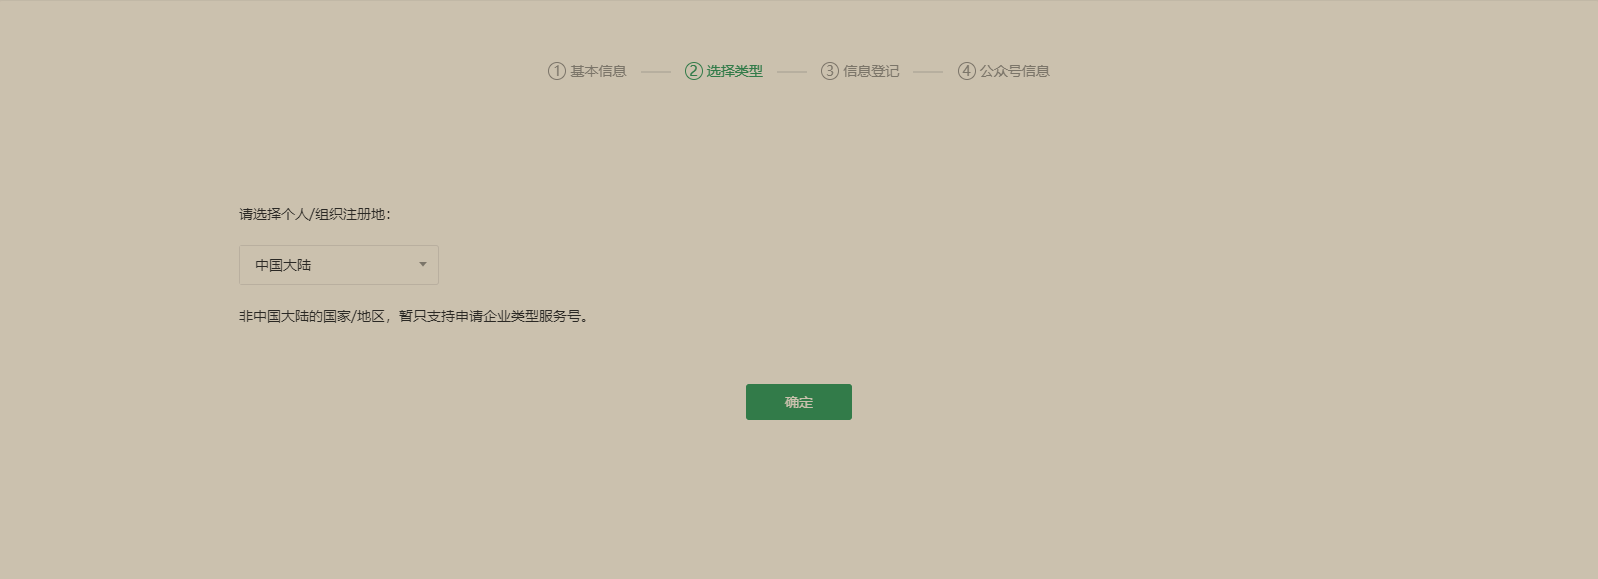 ① 基本信息 ② 选择类型 ③ 信息登记 ④ 公众号信息
请选择个人/组织注册地：
中国大陆
非中国大陆的国家/地区，暂只支持申请企业类型服务号。
确定